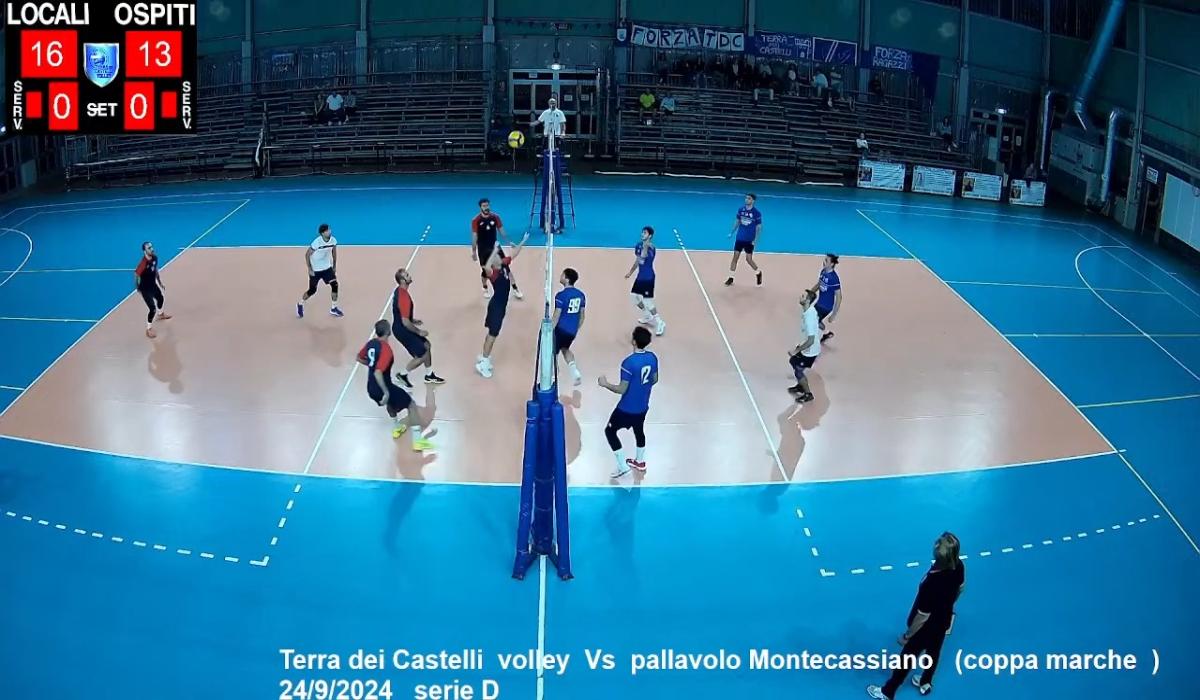 LOCALI OSPITI
16 13
SERV. 0 SET 0 SERV.
FORZA TDC
TERRA
CASTELLI
FORZA
RAGAZZI
99
12
9
Terra dei Castelli volley Vs pallavolo Montecassiano (coppa marche )
24/9/2024 serie D